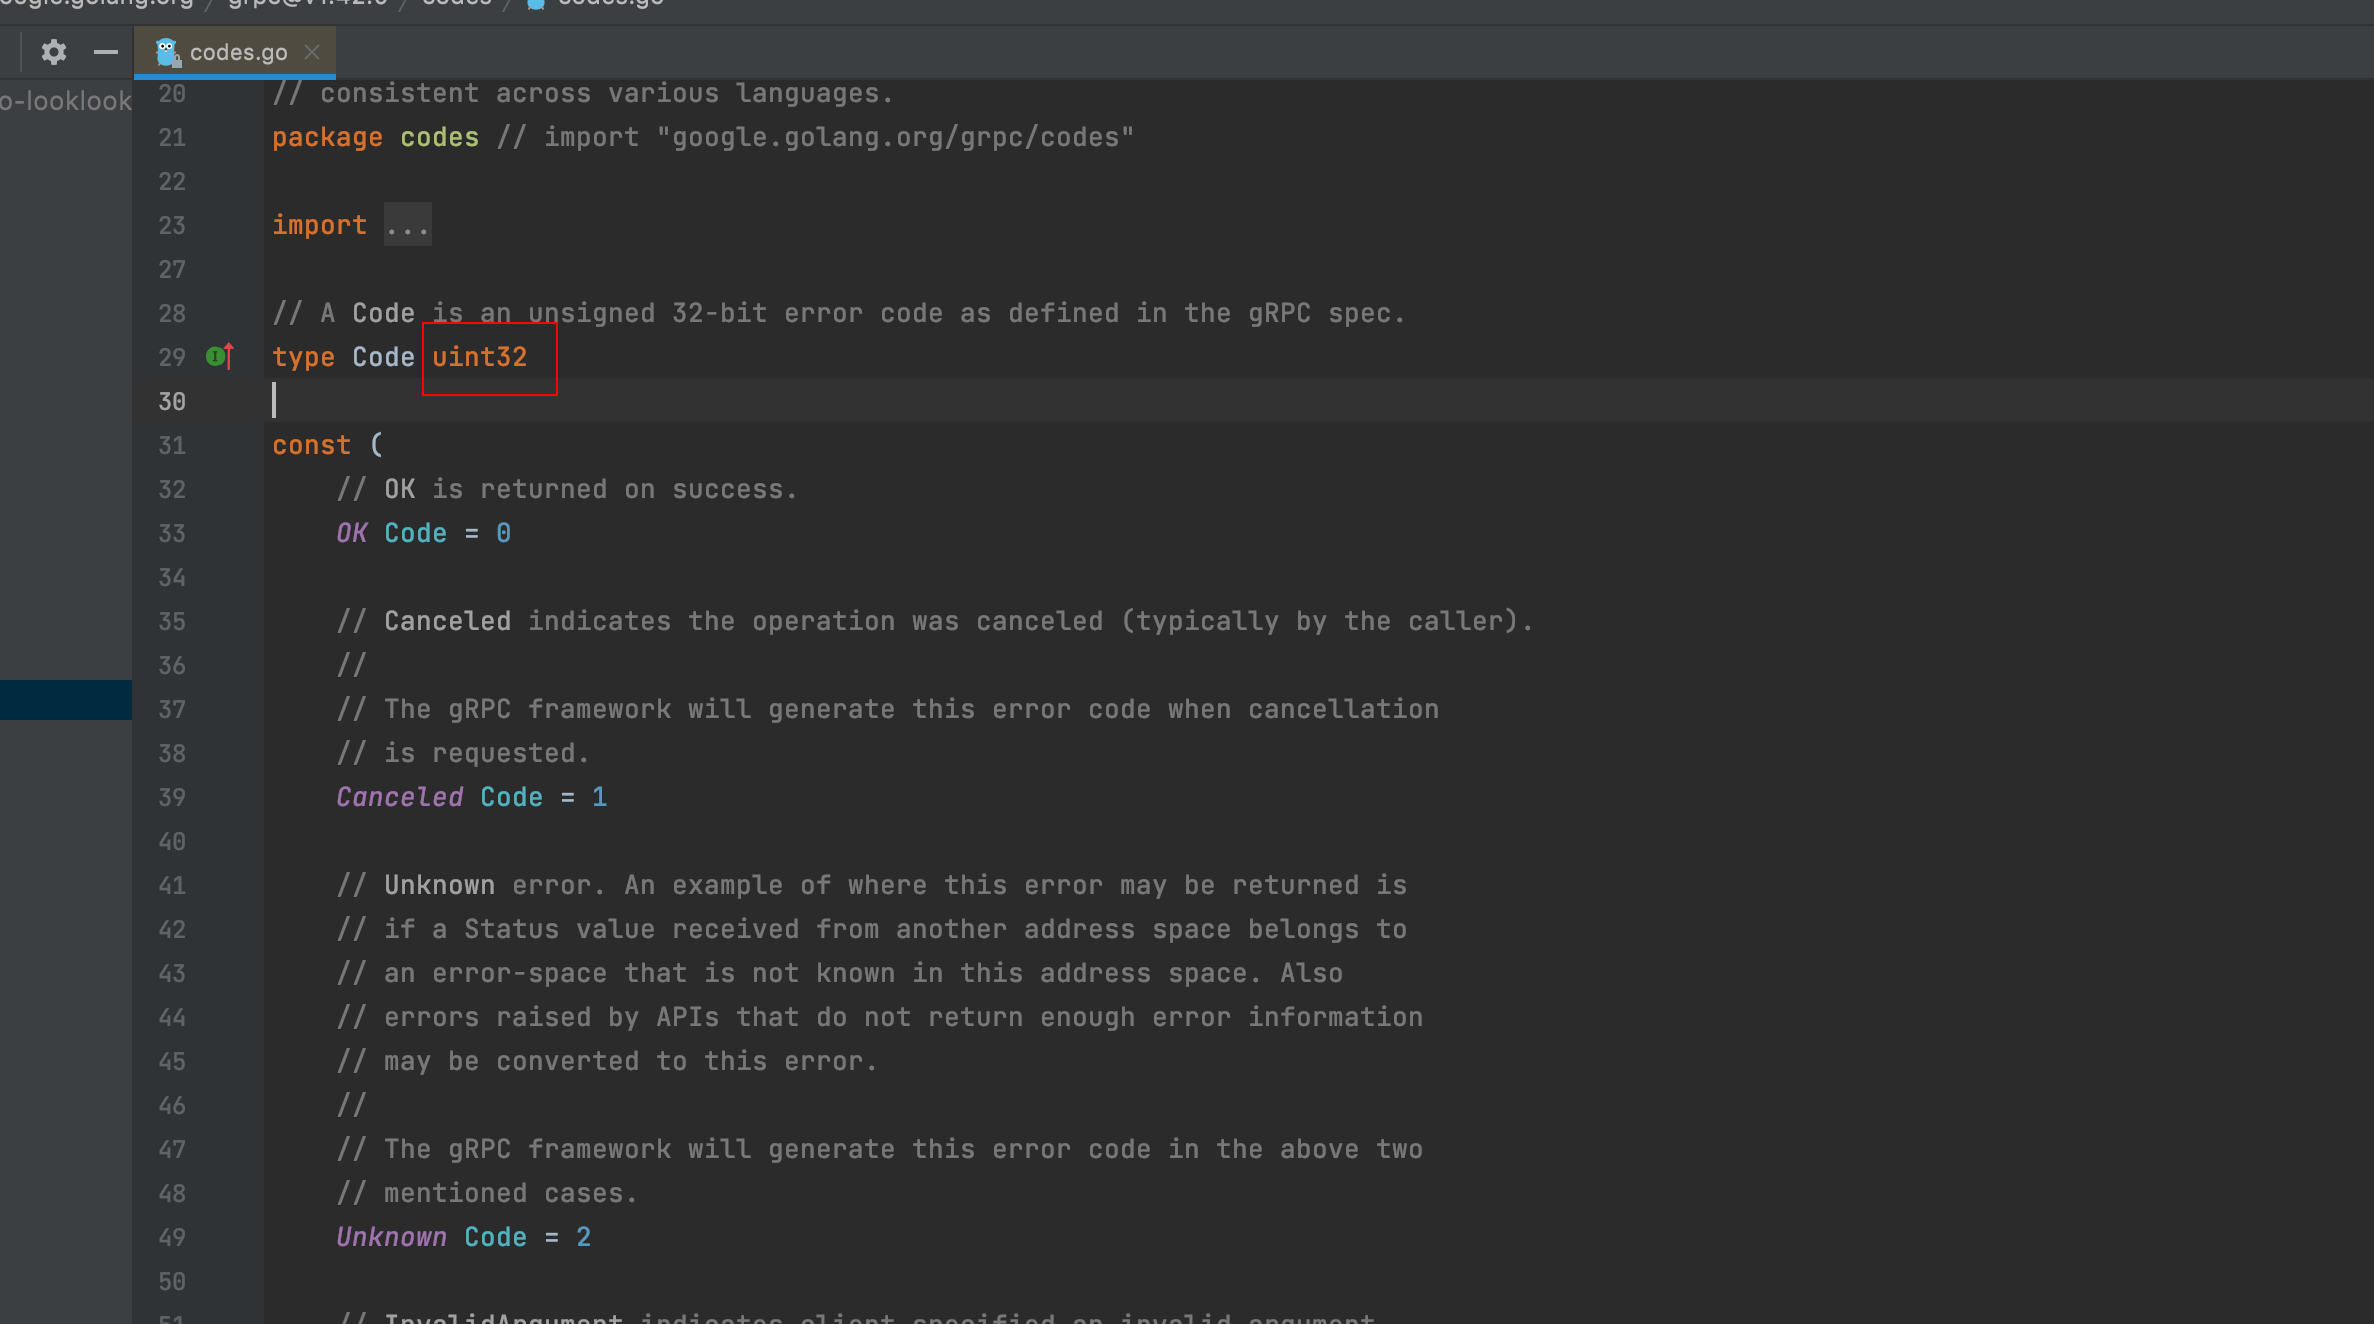 codes.go
o-looklook
20 // consistent across various languages.
21 package codes // import "google.golang.org/grpc/codes"
22
23 import ...
27
28 // A Code is an unsigned 32-bit error code as defined in the gRPC spec.
29 type Code uint32
30
31 const (
32 // OK is returned on success.
33 OK Code = 0
34
35 // Canceled indicates the operation was canceled (typically by the caller).
36 //
37 // The gRPC framework will generate this error code when cancellation
38 // is requested.
39 Canceled Code = 1
40
41 // Unknown error. An example of where this error may be returned is
42 // if a Status value received from another address space belongs to
43 // an error-space that is not known in this address space. Also
44 // errors raised by APIs that do not return enough error information
45 // may be converted to this error.
46 //
47 // The gRPC framework will generate this error code in the above two
48 // mentioned cases.
49 Unknown Code = 2
50
51 // InvalidArgument indicates client specified an invalid argument